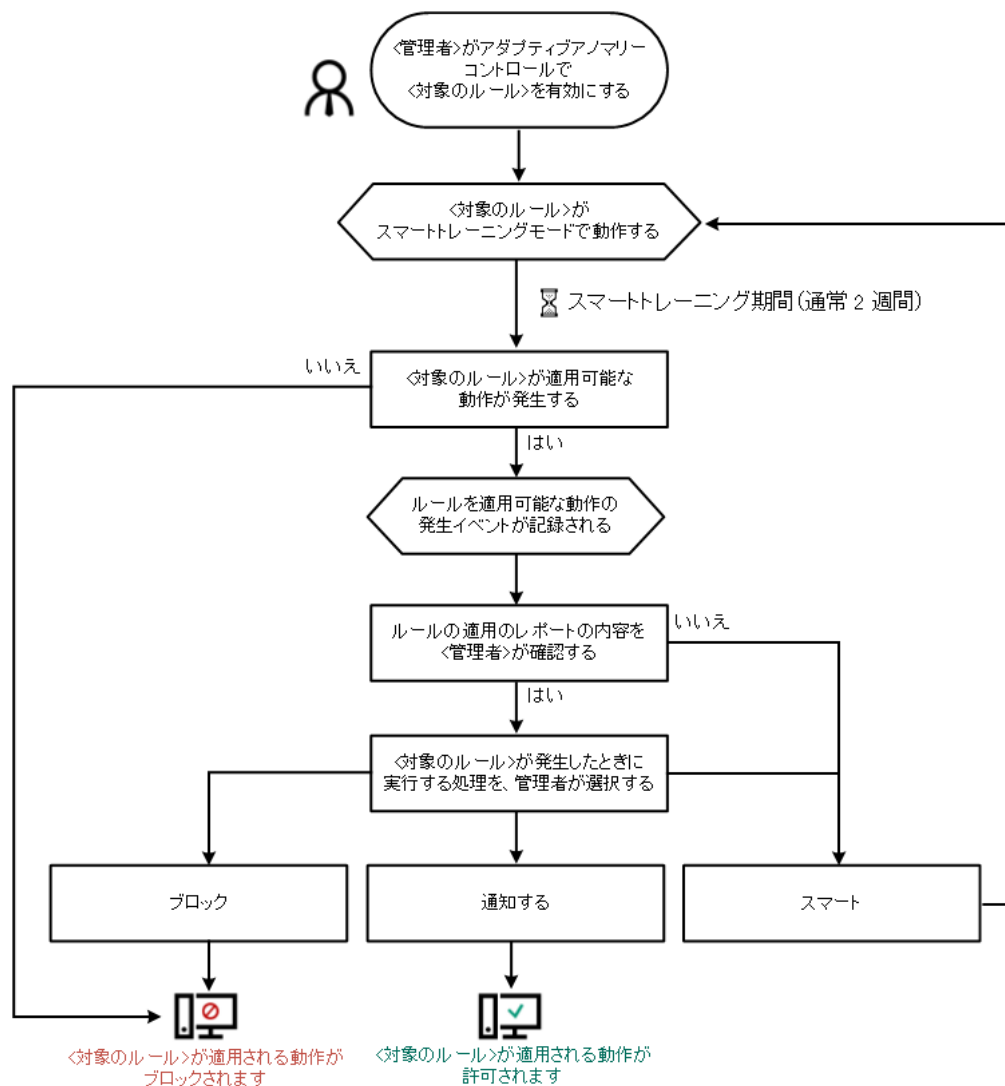 <管理者>がアダプティブアノマリー
コントロールで
<対象のルール>を有効にする
<対象のルール>が
スマートトレーニングモードで動作する
スマートトレーニング期間(通常 2 週間)
いいえ
<対象のルール>が適用可能な
動作が発生する
はい
ルールを適用可能な動作の
発生イベントが記録される
ルールの適用のレポートの内容を
<管理者>が確認する
いいえ
はい
<対象のルール>が発生したときに
実行する処理を、管理者が選択する
ブロック
通知する
スマート
<対象のルール>が適用される動作が
ブロックされます
<対象のルール>が適用される動作が
許可されます